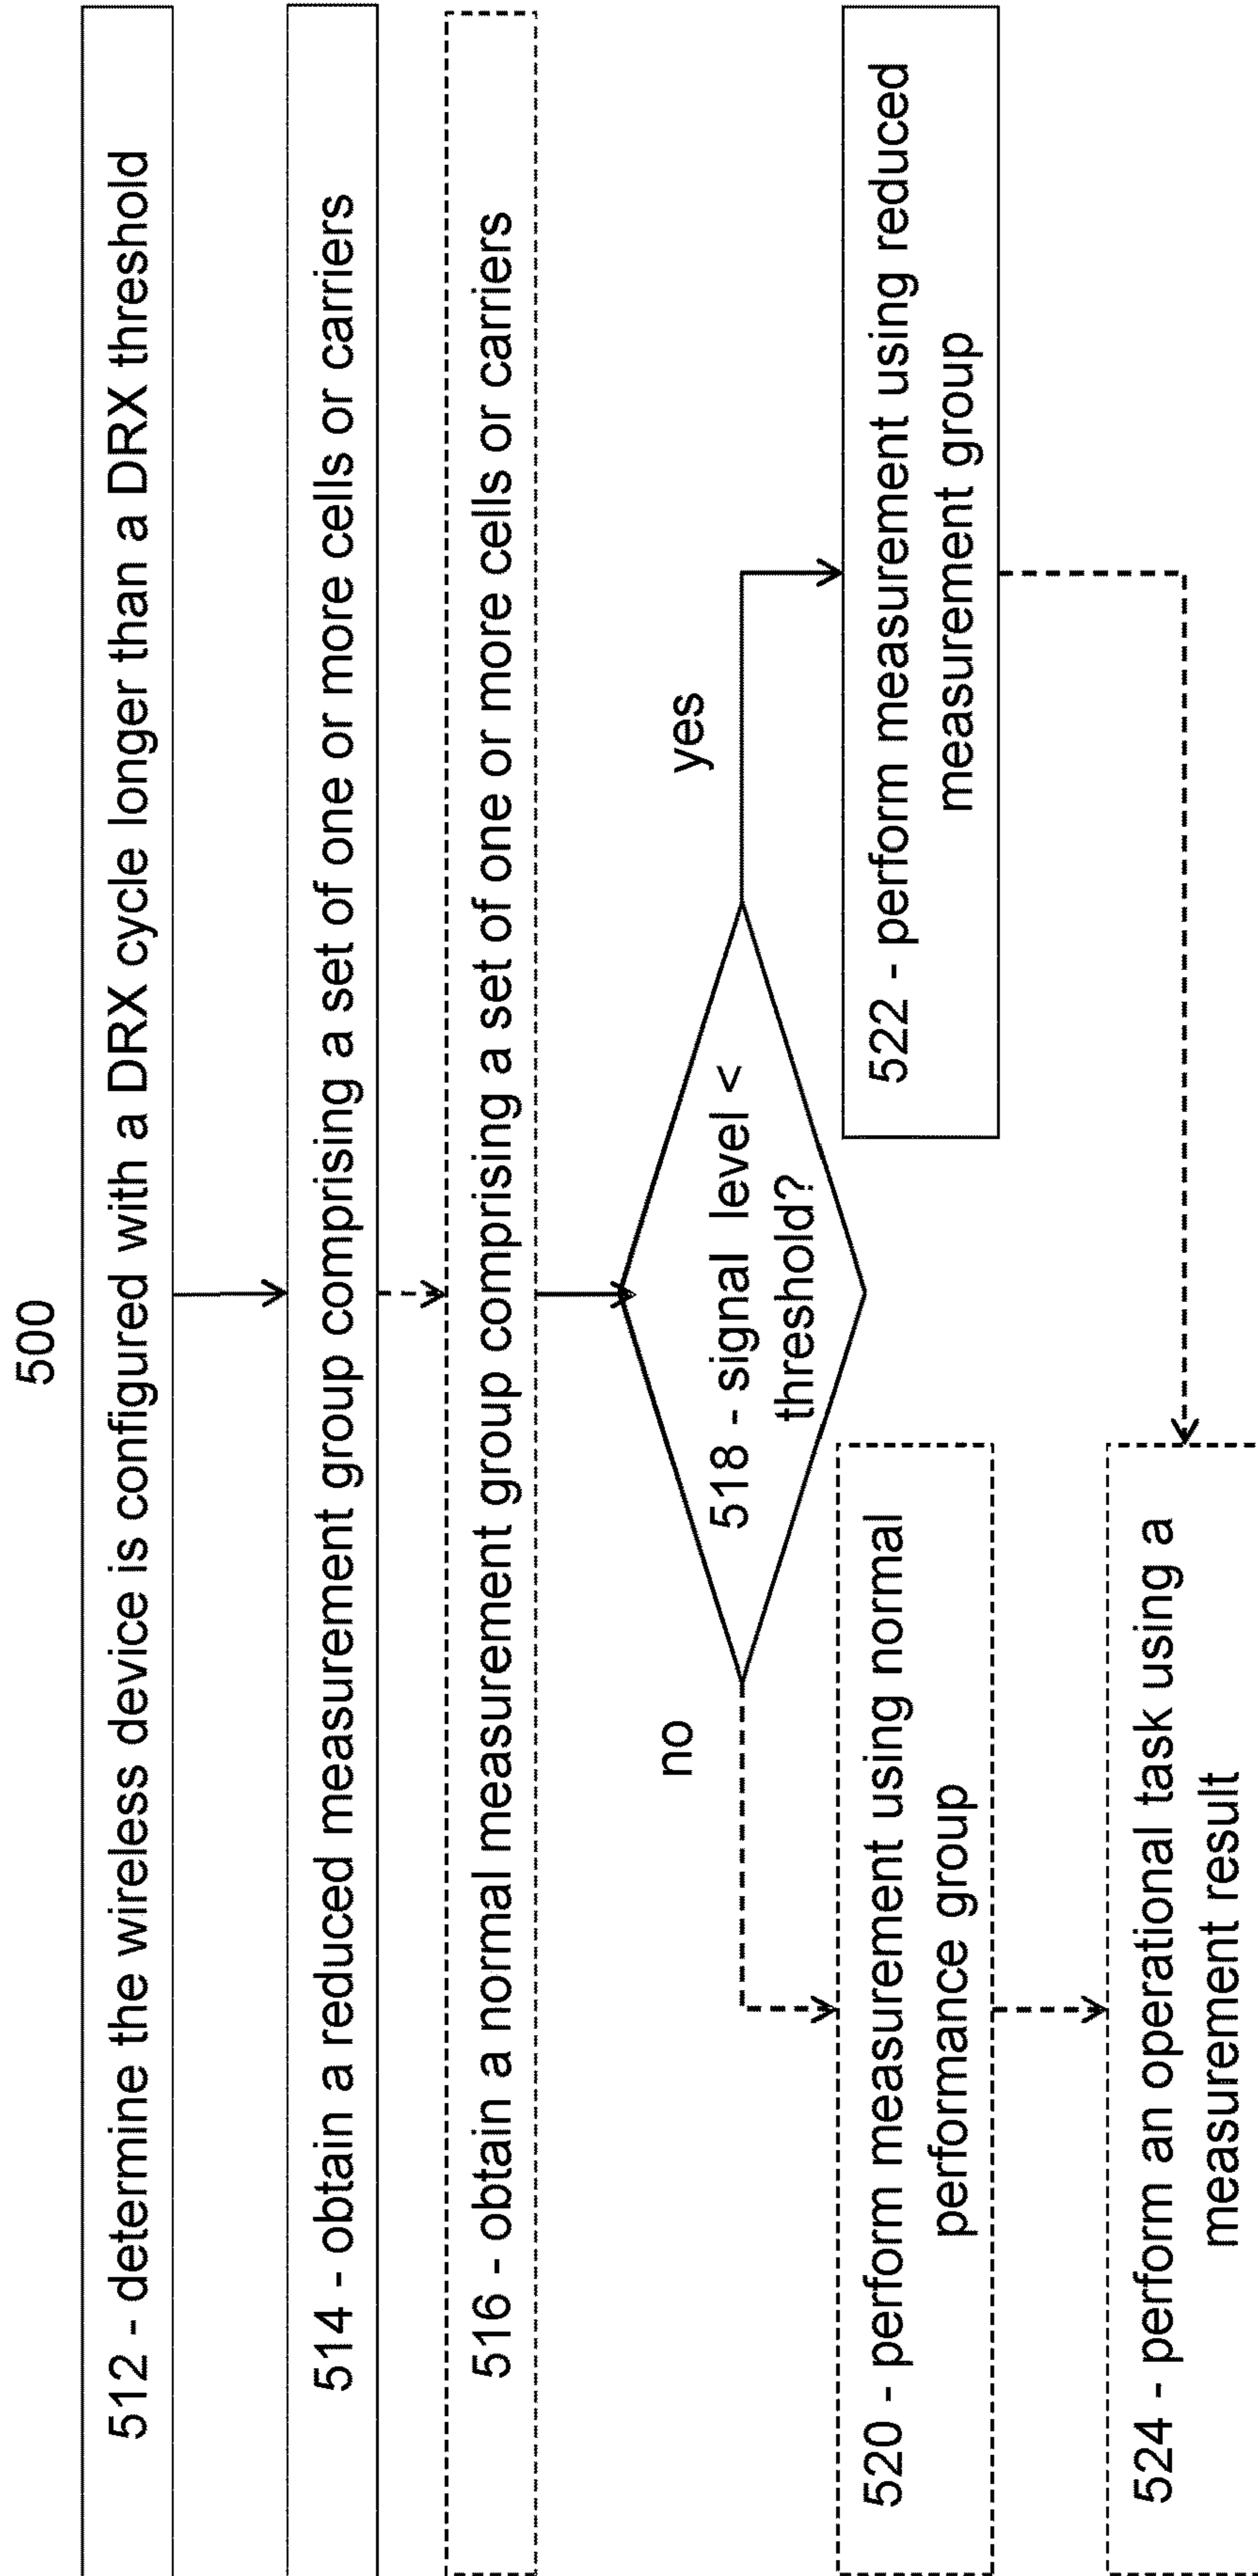 500
512 - determine the wireless device is configured with a DRX cycle longer than a DRX threshold
514 - obtain a reduced measurement group comprising a set of one or more cells or carriers
516 - obtain a normal measurement group comprising a set of one or more cells or carriers
518 - signal level <
threshold?
no
yes
520 - perform measurement using normal
performance group
522 - perform measurement using reduced
measurement group
524 - perform an operational task using a
measurement result